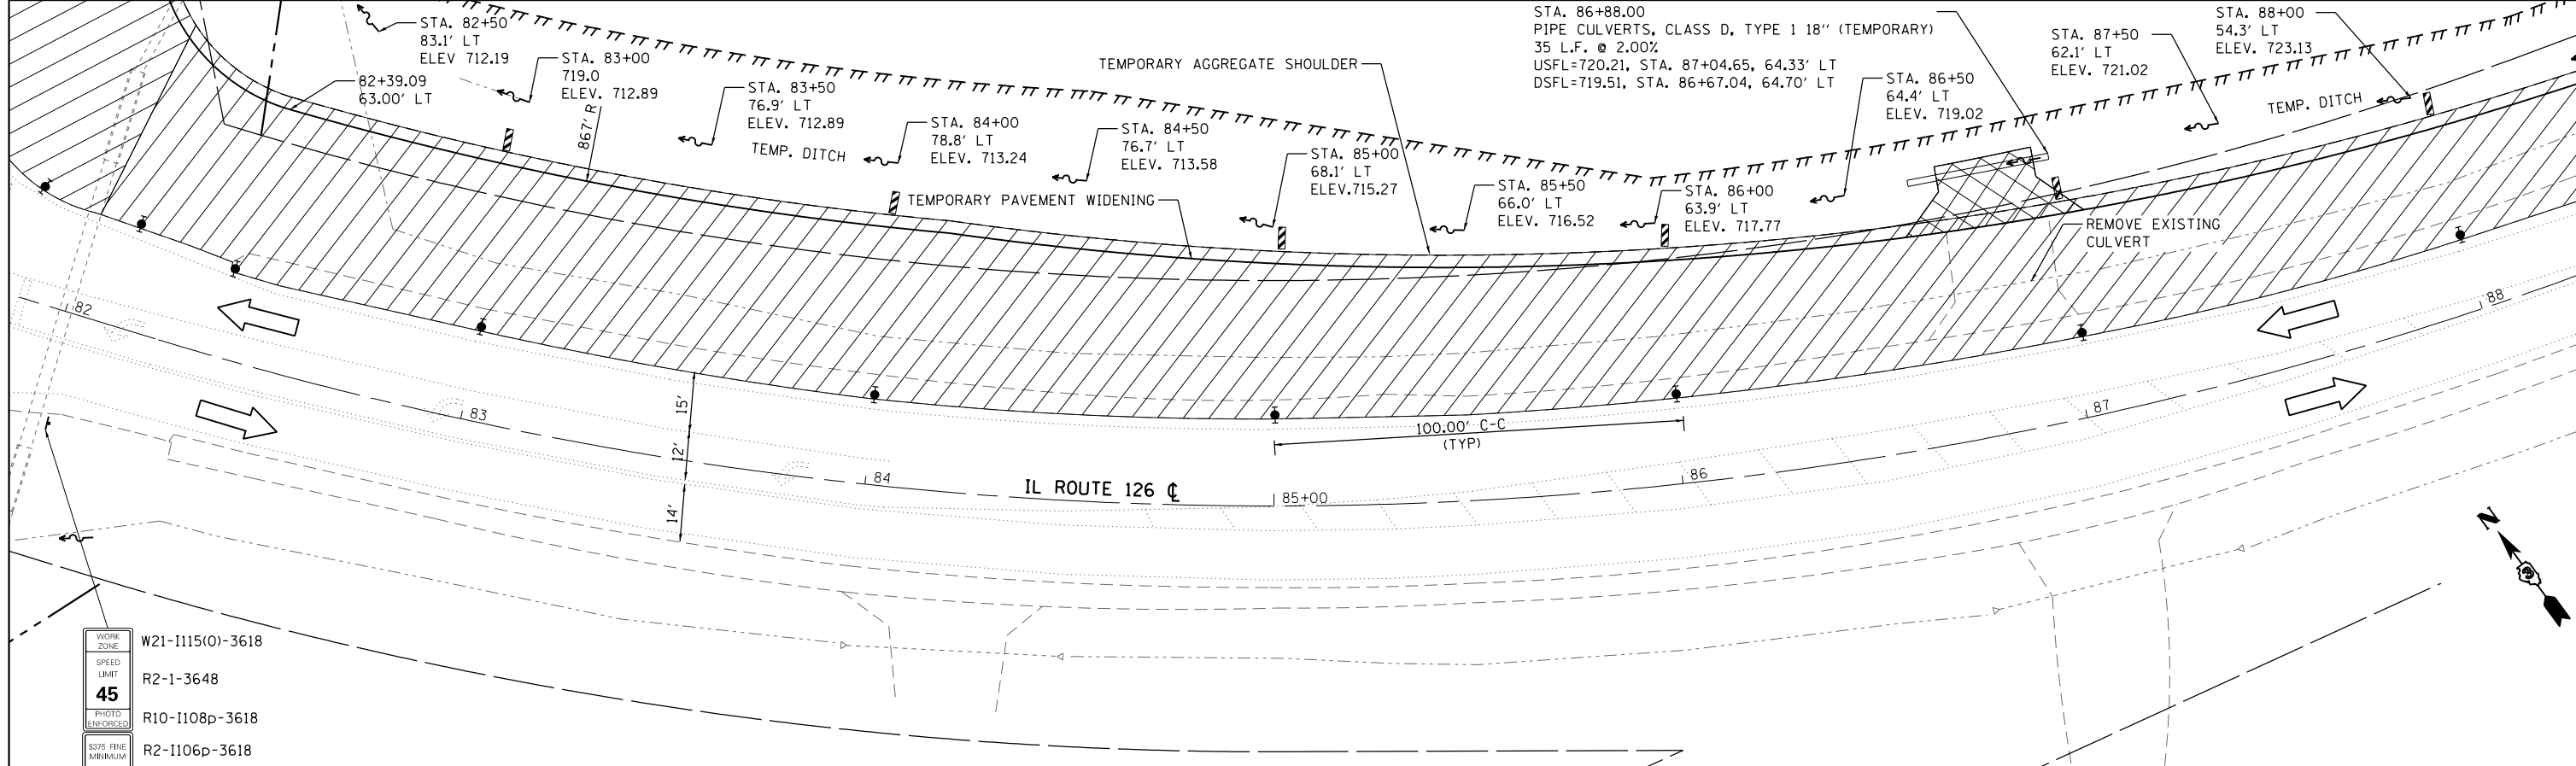 STA. 82+50
83.1' LT
ELEV 712.19
STA. 83+00
719.0
ELEV. 712.89
82+39.09
63.00' LT
867' R
STA. 83+50
76.9' LT
ELEV. 712.89
TEMP. DITCH
STA. 84+00
78.8' LT
ELEV. 713.24
STA. 84+50
76.7' LT
ELEV. 713.58
TEMPORARY AGGREGATE SHOULDER
TEMPORARY PAVEMENT WIDENING
STA. 85+00
68.1' LT
ELEV.715.27
STA. 85+50
66.0' LT
ELEV. 716.52
STA. 86+00
63.9' LT
ELEV. 717.77
STA. 86+88.00
PIPE CULVERTS, CLASS D, TYPE 1 18'' (TEMPORARY)
35 L.F. @ 2.00%
USFL=720.21, STA. 87+04.65, 64.33' LT
DSFL=719.51, STA. 86+67.04, 64.70' LT
STA. 86+50
64.4' LT
ELEV. 719.02
STA. 87+50
62.1' LT
ELEV. 721.02
STA. 88+00
54.3' LT
ELEV. 723.13
TEMP. DITCH
REMOVE EXISTING
CULVERT
82
83
84
85+00
86
87
88
15'
12'
14'
100.00' C-C
(TYP)
IL ROUTE 126 ℄
N
3
WORK
ZONE
W21-I115(O)-3618
SPEED
LIMIT
45
R2-1-3648
PHOTO
ENFORCED
R10-I108p-3618
$375 FINE
MINIMUM
R2-I106p-3618